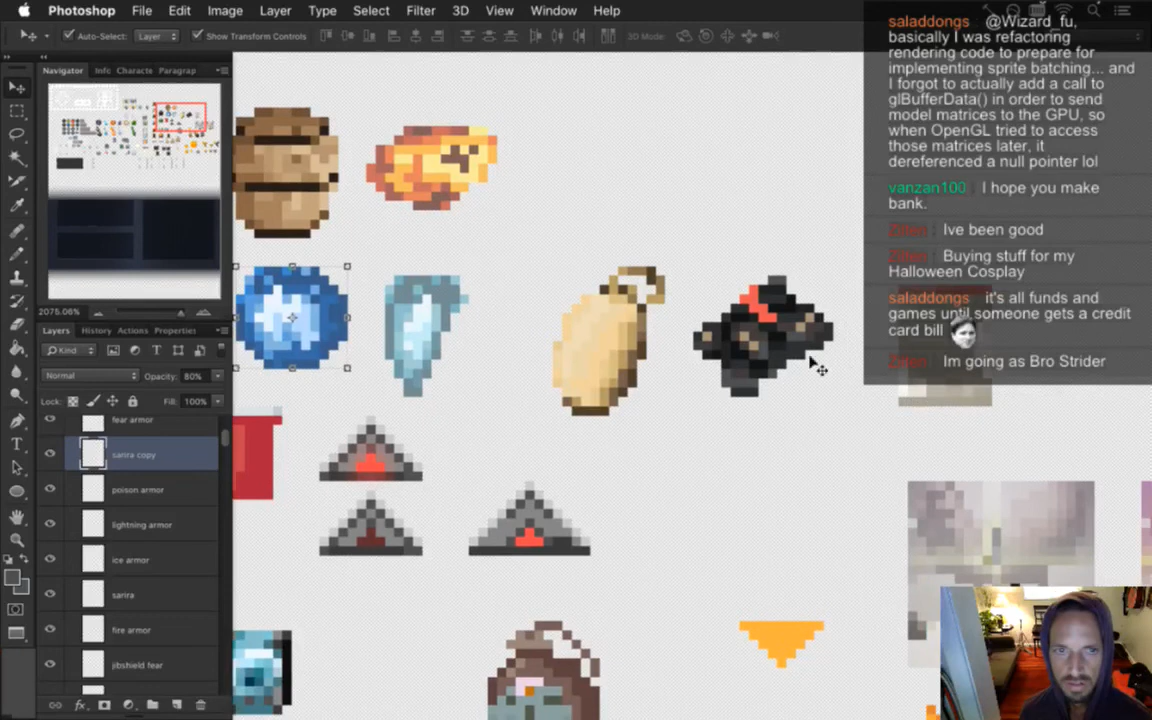 Photoshop File Edit Image Layer Type Select Filter 3D View Window Help
Auto-Select: Layer Show Transform Controls 3D Mode:
Navigator Info Characte Paragrap
2075.06%
Layers History Actions Properties
Kind
Normal Opacity: 80%
Lock: Fill: 100%
fear armor
sarira copy
poison armor
lightning armor
ice armor
sarira
fire armor
jibshield fear
saladdongs @Wizard_fu,
basically I was refactoring
rendering code to prepare for
implementing sprite batching... and
I forgot to actually add a call to
glBufferData() in order to send
model matrices to the GPU, so
when OpenGL tried to access
those matrices later, it
dereferenced a null pointer lol
vanzan100 : I hope you make
bank.
Ive been good
Buying stuff for my
Halloween Cosplay
saladdongs : it's all funds and
games until someone gets a credit
card bill
Im going as Bro Strider